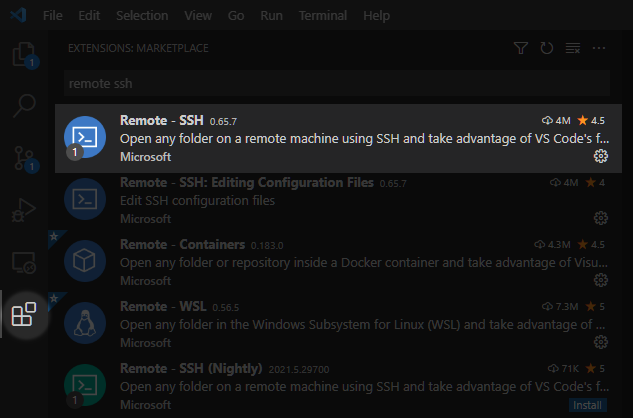 File Edit Selection View Go Run Terminal Help
EXTENSIONS: MARKETPLACE
remote ssh
1
Remote - SSH 0.65.7 4M 4.5
Open any folder on a remote machine using SSH and take advantage of VS Code's f...
1
Microsoft
Remote - SSH: Editing Configuration Files 0.65.7 4M 4
Edit SSH configuration files
1
Microsoft
Remote - Containers 0.183.0 4.3M 4.5
Open any folder or repository inside a Docker container and take advantage of Visu...
Microsoft
Remote - WSL 0.56.5 7.3M 5
Open any folder in the Windows Subsystem for Linux (WSL) and take advantage of ...
Microsoft
Remote - SSH (Nightly) 2021.5.29700 71K 5
Open any folder on a remote machine using SSH and take advantage of VS Code's f...
1
Microsoft Install